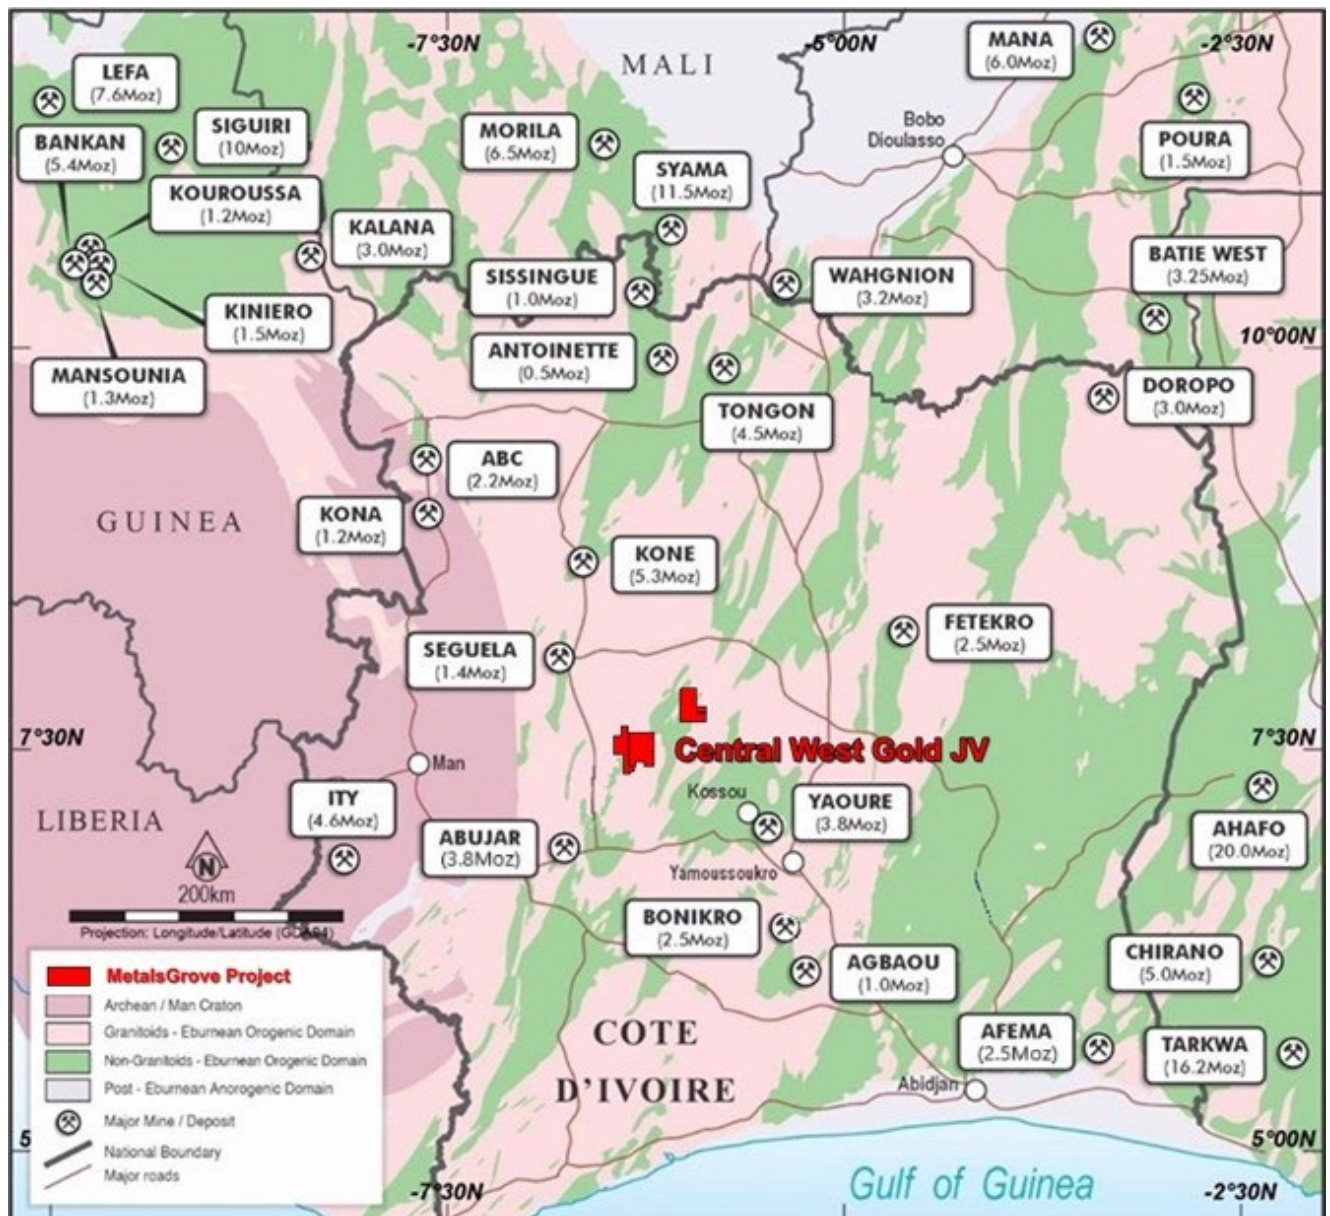 -7°30N
-5°00N
-2°30N
MALI
MANA
(6.0Moz)
LEFA
(7.6Moz)
BANKAN
(5.4Moz)
SIGUIRI
(10Moz)
MORILA
(6.5Moz)
Bobo
Dioulasso
POURA
(1.5Moz)
SYAMA
(11.5Moz)
KOUROUSSA
(1.2Moz)
KALANA
(3.0Moz)
SISSINGUE
(1.0Moz)
WAHGNION
(3.2Moz)
BATIE WEST
(3.25Moz)
KINIERO
(1.5Moz)
10°00N
ANTOINETTE
(0.5Moz)
MANSOUNIA
(1.3Moz)
TONGON
(4.5Moz)
DOROPO
(3.0Moz)
ABC
(2.2Moz)
GUINEA
KONA
(1.2Moz)
KONE
(5.3Moz)
FETEKRO
(2.5Moz)
SEGUELA
(1.4Moz)
7°30N
Central West Gold JV
7°30N
Man
Kossou
ITY
(4.6Moz)
LIBERIA
YAOURE
(3.8Moz)
ABUJAR
(3.8Moz)
AHAFO
(20.0Moz)
N
200km
Yamoussoukro
Projection: Longitude/Latitude (GDA94)
BONIKRO
(2.5Moz)
AGBAOU
(1.0Moz)
CHIRANO
(5.0Moz)
MetalsGrove Project
Archean / Man Craton
Granitoids - Eburnean Orogenic Domain
Non-Granitoids - Eburnean Orogenic Domain
Post - Eburnean Anorogenic Domain
Major Mine / Deposit
National Boundary
Major roads
COTE
D'IVOIRE
AFEMA
(2.5Moz)
TARKWA
(16.2Moz)
Abidjan
5
5°00N
Gulf of Guinea
-7°30N
-2°30N